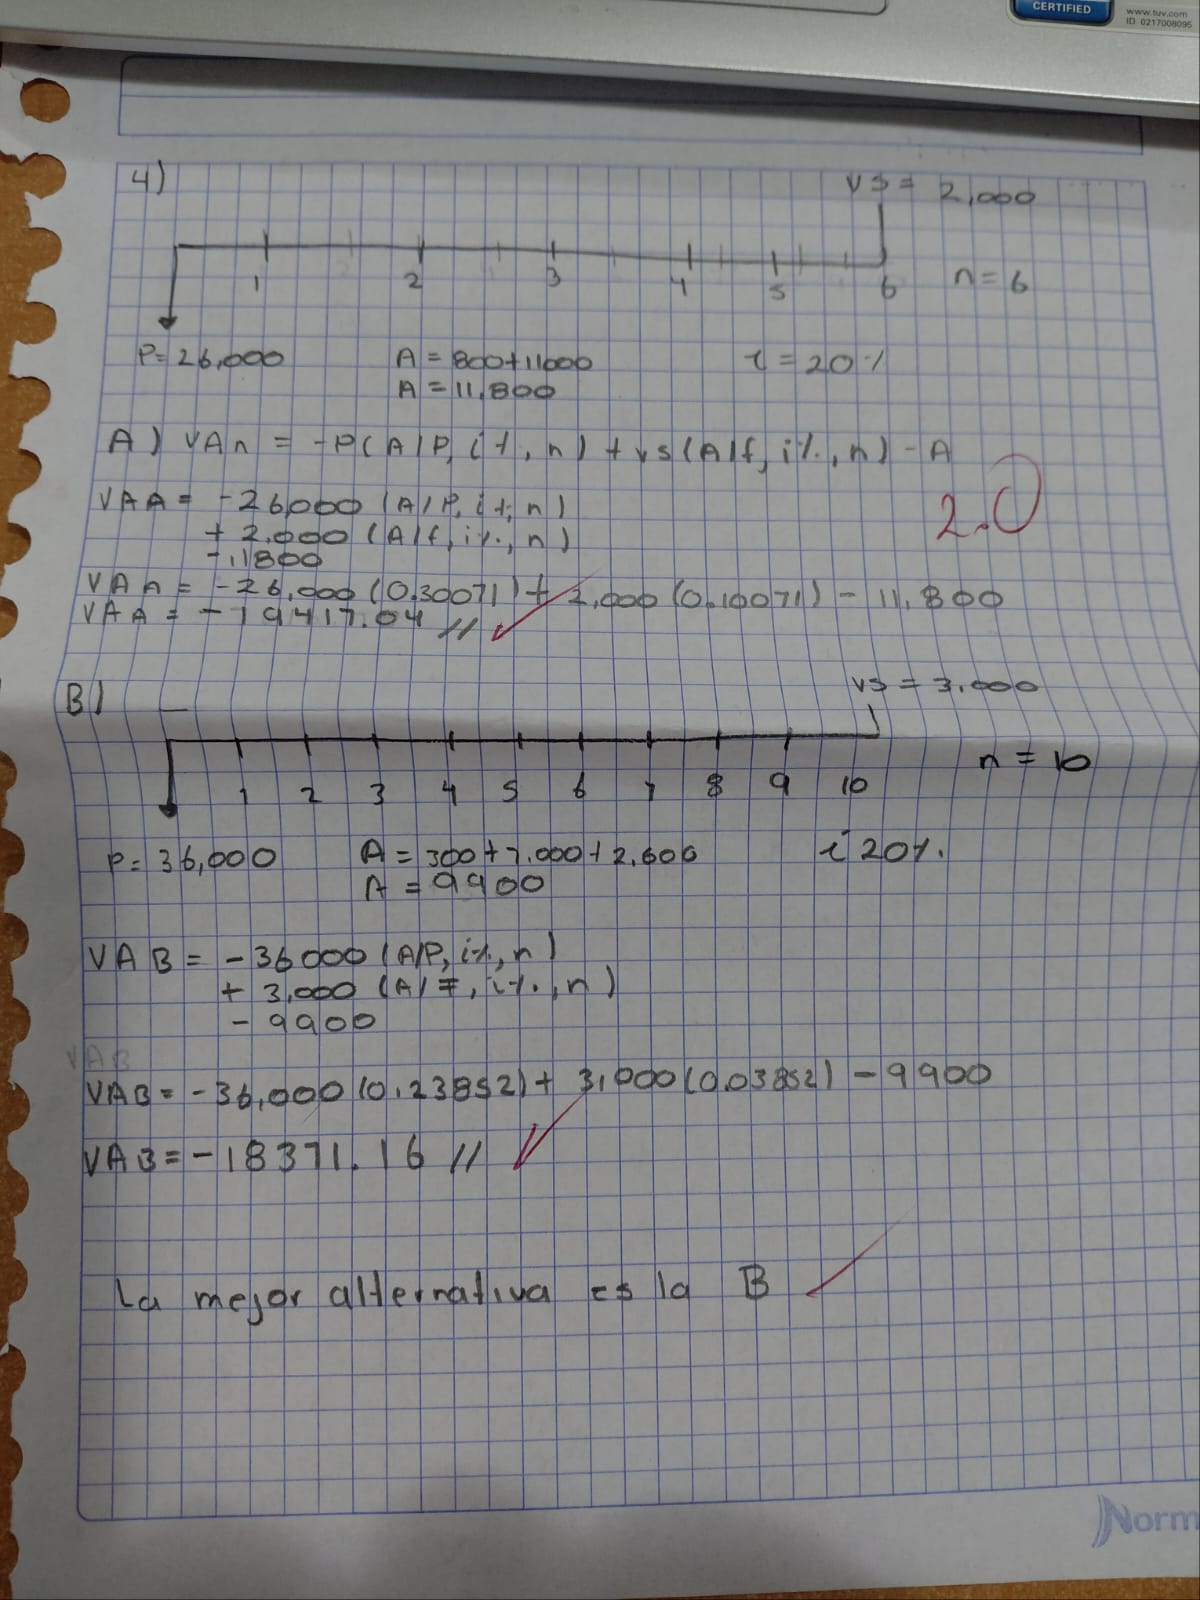 CERTIFIED
www.tuv.com
ID 0217008095
4)
VS = 2,000
1 2 3 4 5 6 n = 6
P= 26,000 A = 800+11000 i = 20%
A = 11,800
A) VAn = -P(A/P, i%, n) + vs(A/f, i%, n) - A
VAA = -26,000 (A/P, i%, n)
+ 2,000 (A/f, i%, n)
- 11800
2.0
VAA = -26,000 (0.30071) + 2,000 (0.10071) - 11,800
VAA = -19417.04 //
B)
VS = 3,000
n = 10
1 2 3 4 5 6 7 8 9 10
P= 36,000 A = 300+7.000+2,600 i 20%.
A = 9900
VAB = -36000 (A/P, i%, n)
+ 3,000 (A/F, i%, n)
- 9900
VAB
VAB = -36,000 (0.23852) + 3,000 (0.03852) - 9900
VAB = -18371.16 //
La mejor alternativa es la B
Norm